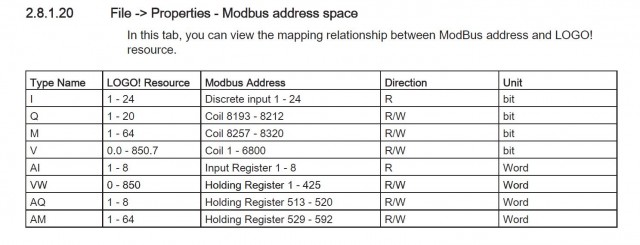 2.8.1.20 File -> Properties - Modbus address space
In this tab, you can view the mapping relationship between ModBus address and LOGO!
resource.
Type Name LOGO! Resource Modbus Address Direction Unit
I 1 - 24 Discrete input 1 - 24 R bit
Q 1 - 20 Coil 8193 - 8212 R/W bit
M 1 - 64 Coil 8257 - 8320 R/W bit
V 0.0 - 850.7 Coil 1 - 6800 R/W bit
AI 1 - 8 Input Register 1 - 8 R Word
VW 0 - 850 Holding Register 1 - 425 R/W Word
AQ 1 - 8 Holding Register 513 - 520 R/W Word
AM 1 - 64 Holding Register 529 - 592 R/W Word